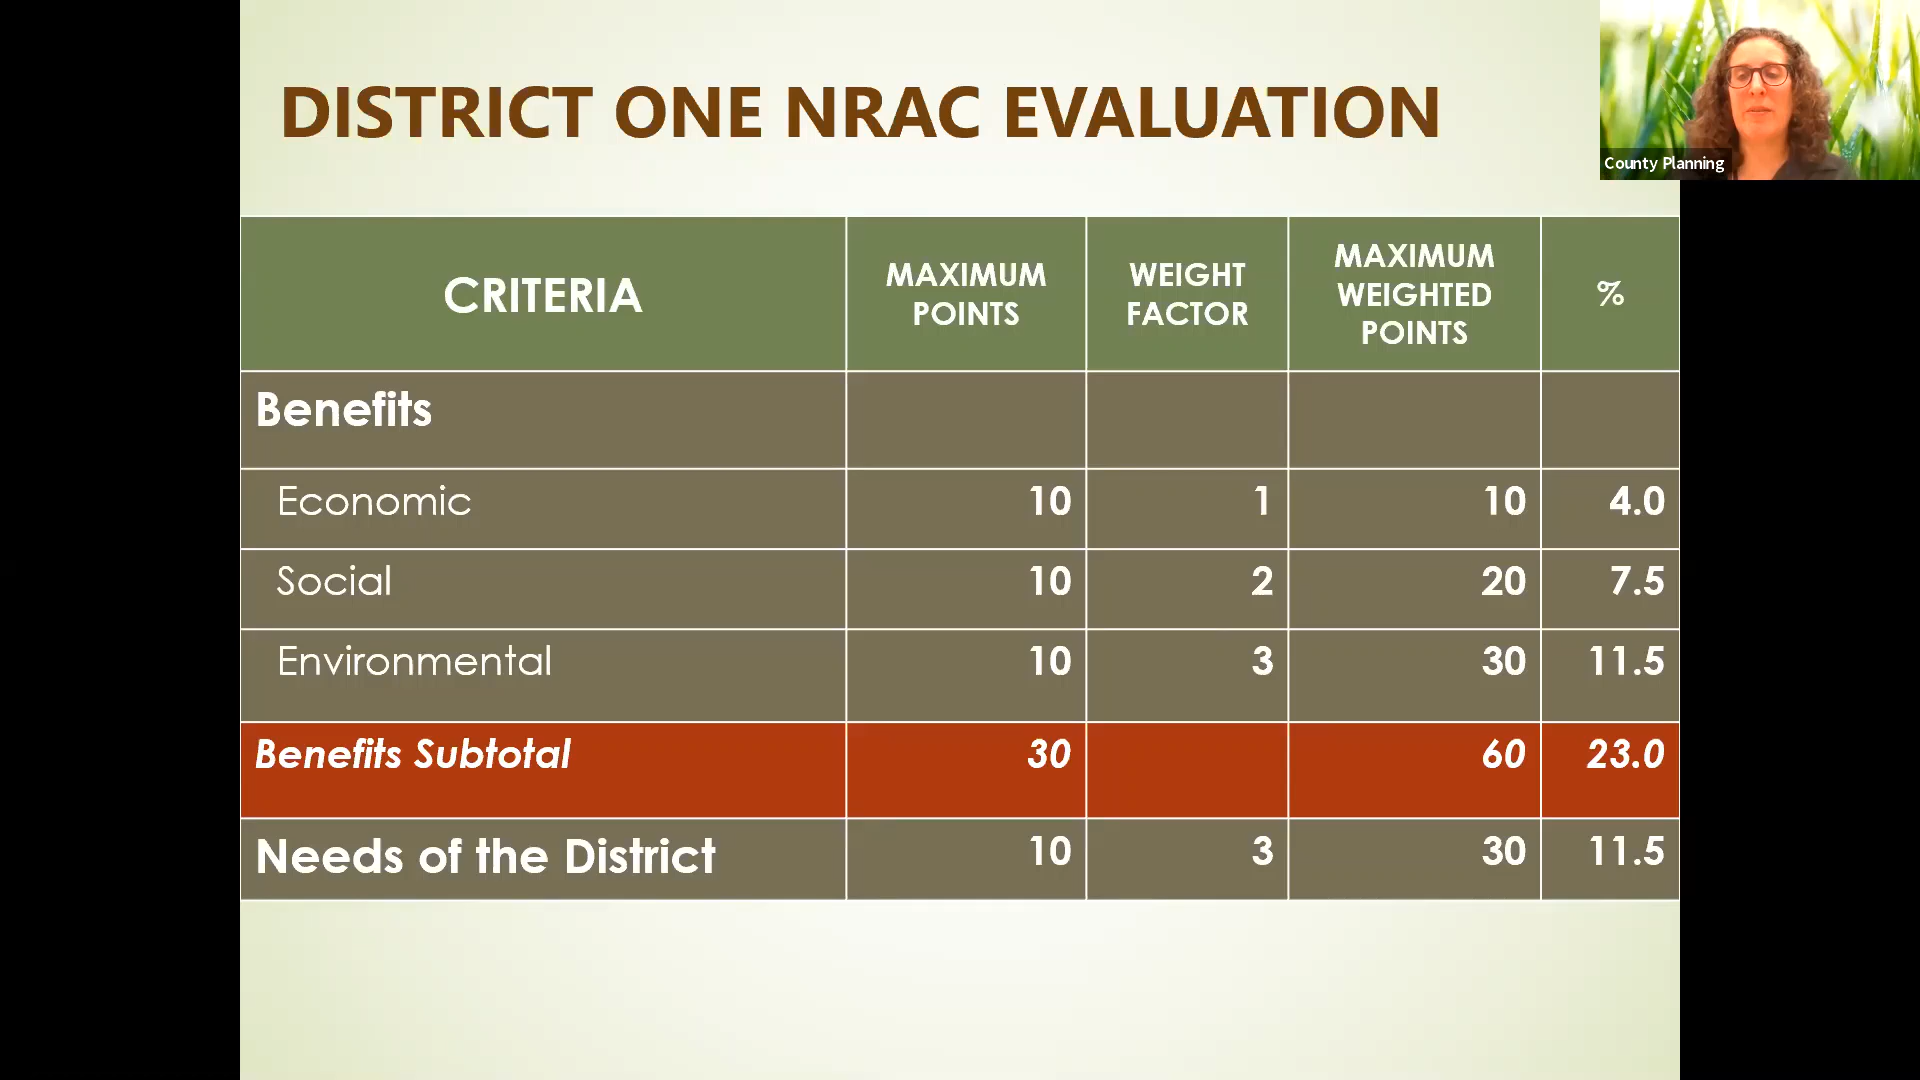 DISTRICT ONE NRAC EVALUATION
County Planning
CRITERIA MAXIMUM POINTS WEIGHT FACTOR MAXIMUM WEIGHTED POINTS %
Benefits
Economic 10 1 10 4.0
Social 10 2 20 7.5
Environmental 10 3 30 11.5
Benefits Subtotal 30 60 23.0
Needs of the District 10 3 30 11.5